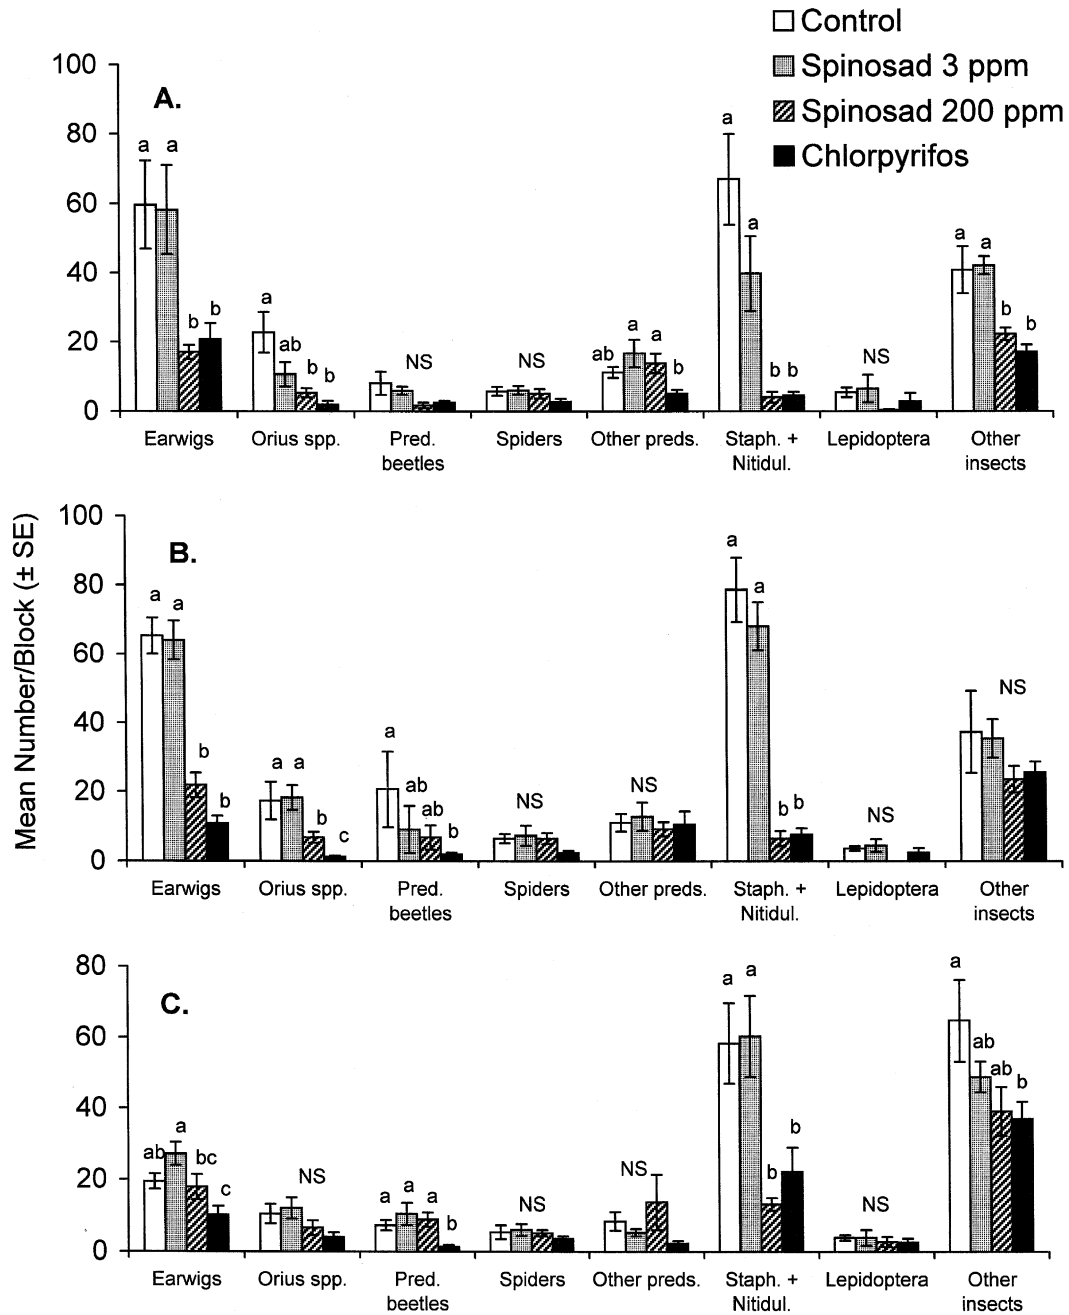 Control
Spinosad 3 ppm
Spinosad 200 ppm
Chlorpyrifos
Mean Number/Block (± SE)
A.
100
80
60
40
20
0
a a b b
a ab b b
NS
NS
ab a a b
a a b b
NS
a a b b
Earwigs
Orius spp.
Pred.
beetles
Spiders
Other preds.
Staph. +
Nitidul.
Lepidoptera
Other
insects
B.
100
80
60
40
20
0
a a b b
a a b c
a ab ab b
NS
NS
a a b b
NS
NS
Earwigs
Orius spp.
Pred.
beetles
Spiders
Other preds.
Staph. +
Nitidul.
Lepidoptera
Other
insects
C.
80
60
40
20
0
ab a bc c
NS
a a a b
NS
NS
a a b b
NS
a ab ab b
Earwigs
Orius spp.
Pred.
beetles
Spiders
Other preds.
Staph. +
Nitidul.
Lepidoptera
Other
insects